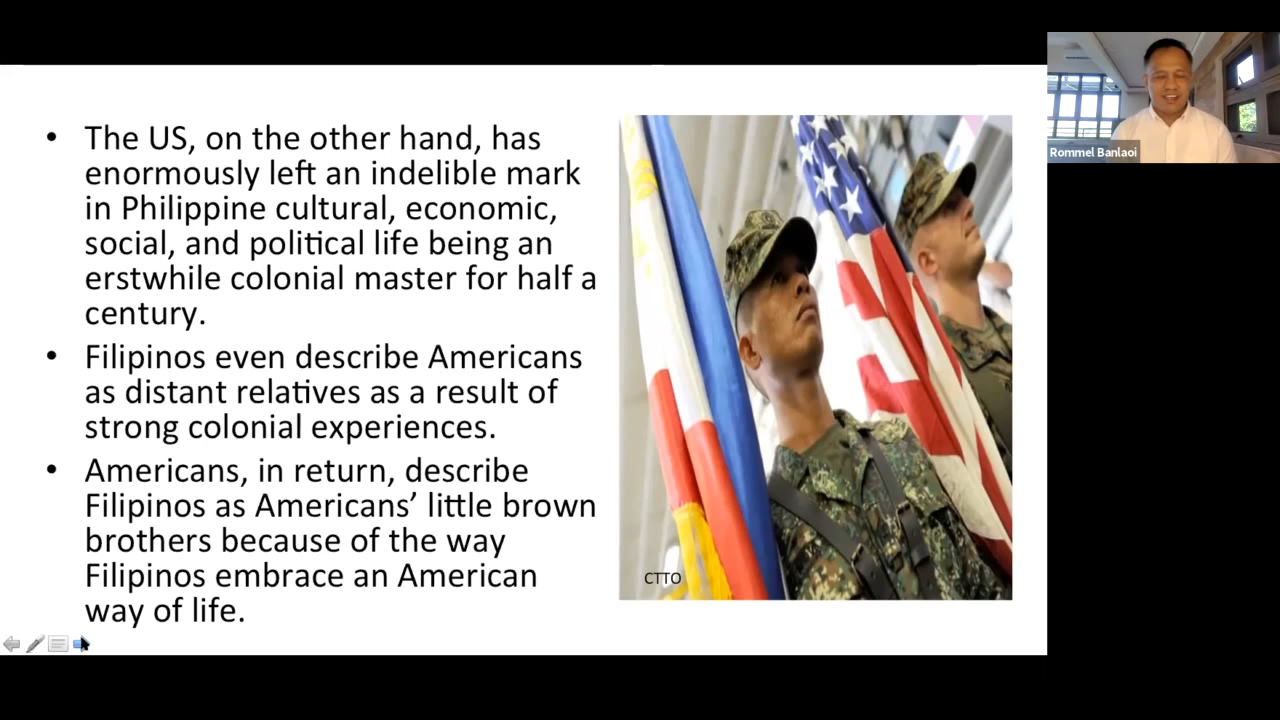 • The US, on the other hand, has
enormously left an indelible mark
in Philippine cultural, economic,
social, and political life being an
erstwhile colonial master for half a
century.
• Filipinos even describe Americans
as distant relatives as a result of
strong colonial experiences.
• Americans, in return, describe
Filipinos as Americans’ little brown
brothers because of the way
Filipinos embrace an American
way of life.
CTTO
Rommel Banlaoi